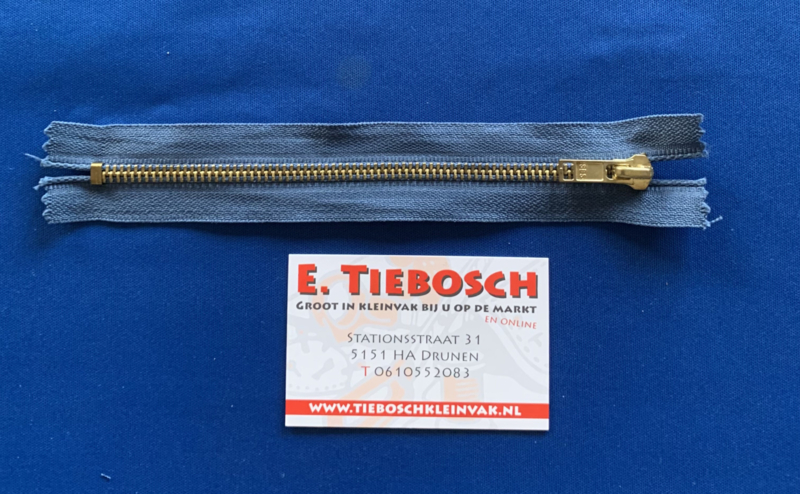 E. TIEBOSCH
GROOT IN KLEINVAK BIJ U OP DE MARKT
EN ONLINE
STATIONSSTRAAT 31
5151 HA DRUNEN
T 0610552083
WWW.TIEBOSCHKLEINVAK.NL